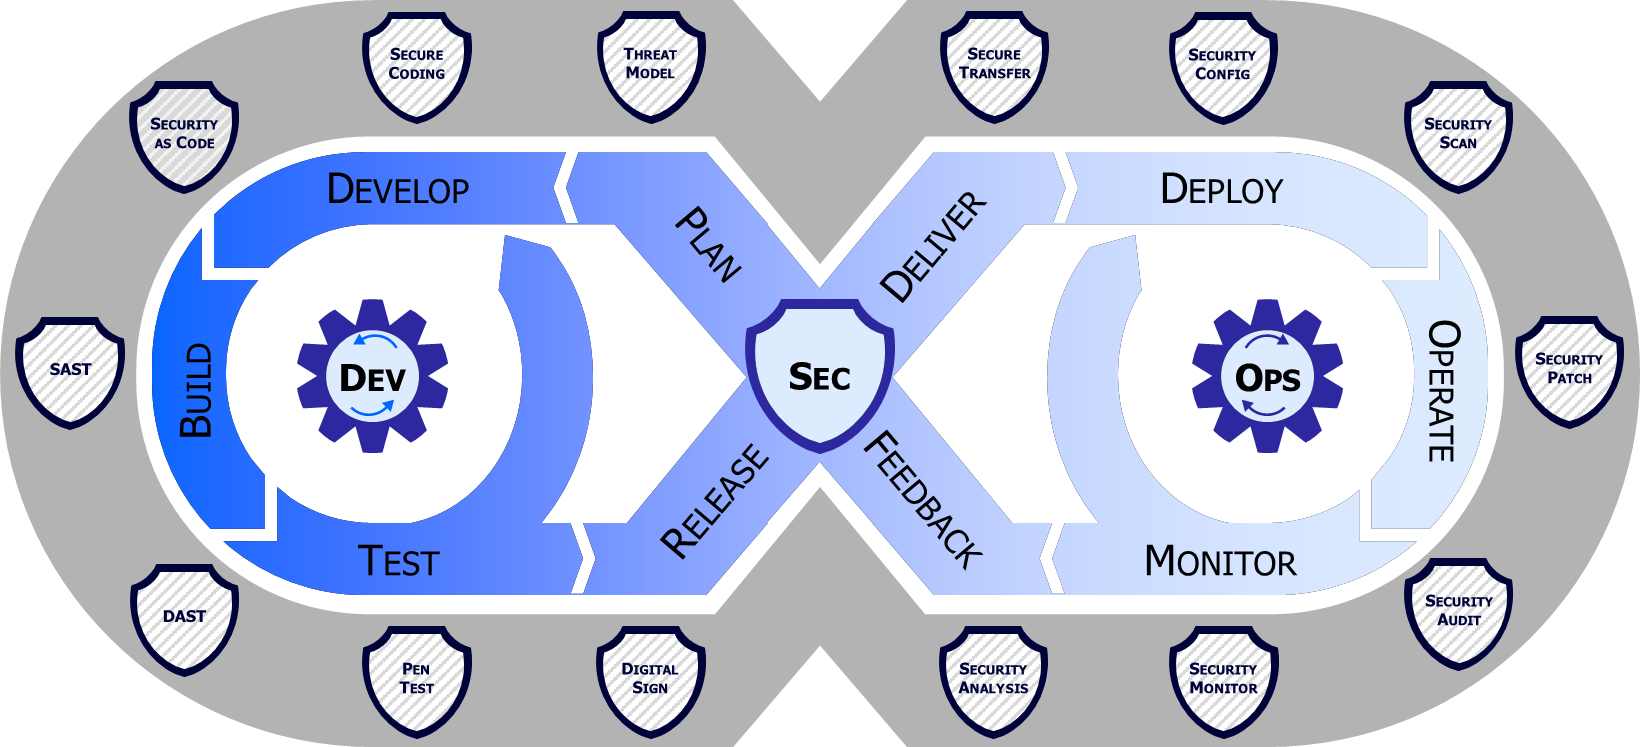 SECURE
CODING
THREAT
MODEL
SECURE
TRANSFER
SECURITY
CONFIG
SECURITY
AS CODE
SECURITY
SCAN
DEVELOP
PLAN
DELIVER
DEPLOY
SAST
BUILD
DEV
SEC
OPS
OPERATE
SECURITY
PATCH
TEST
RELEASE
FEEDBACK
MONITOR
DAST
SECURITY
AUDIT
PEN
TEST
DIGITAL
SIGN
SECURITY
ANALYSIS
SECURITY
MONITOR